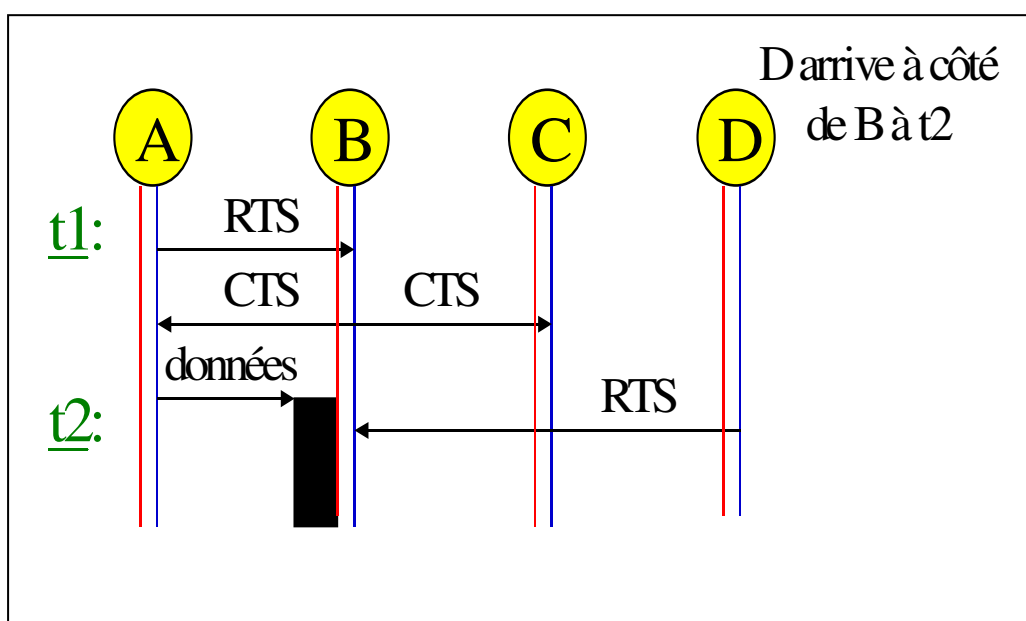 D arrive à côté
de B à t2
A B C D
t1:
RTS
CTS CTS
données
t2:
RTS